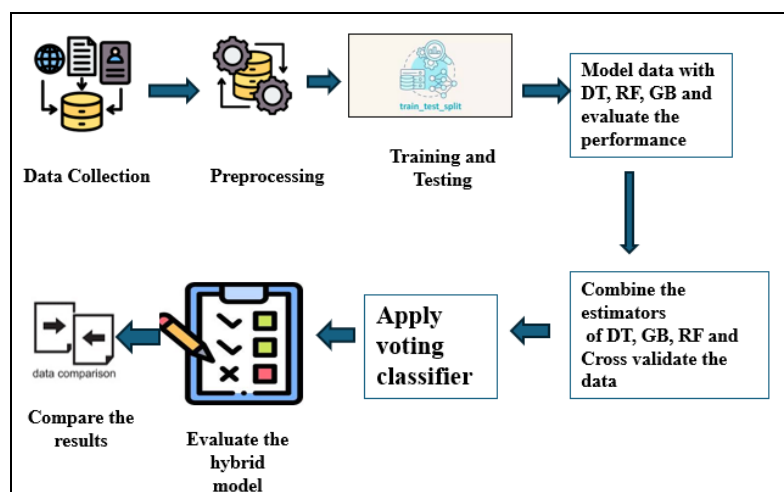 train_test_split
Model data with
DT, RF, GB and
evaluate the
performance
Data Collection
Preprocessing
Training and
Testing
Combine the
estimators
of DT, GB, RF and
Cross validate the
data
Apply
voting
classifier
data comparison
Compare the
results
Evaluate the
hybrid
model